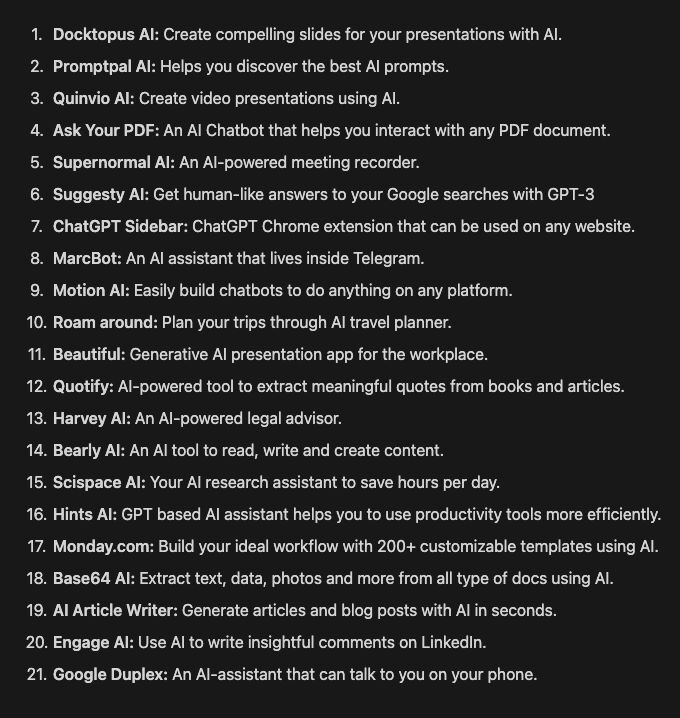 1. Docktopus AI: Create compelling slides for your presentations with AI.
2. Promptpal AI: Helps you discover the best AI prompts.
3. Quinvio AI: Create video presentations using AI.
4. Ask Your PDF: An AI Chatbot that helps you interact with any PDF document.
5. Supernormal AI: An AI-powered meeting recorder.
6. Suggesty AI: Get human-like answers to your Google searches with GPT-3
7. ChatGPT Sidebar: ChatGPT Chrome extension that can be used on any website.
8. MarcBot: An AI assistant that lives inside Telegram.
9. Motion AI: Easily build chatbots to do anything on any platform.
10. Roam around: Plan your trips through AI travel planner.
11. Beautiful: Generative AI presentation app for the workplace.
12. Quotify: AI-powered tool to extract meaningful quotes from books and articles.
13. Harvey AI: An AI-powered legal advisor.
14. Bearly AI: An AI tool to read, write and create content.
15. Scispace AI: Your AI research assistant to save hours per day.
16. Hints AI: GPT based AI assistant helps you to use productivity tools more efficiently.
17. Monday.com: Build your ideal workflow with 200+ customizable templates using AI.
18. Base64 AI: Extract text, data, photos and more from all type of docs using AI.
19. AI Article Writer: Generate articles and blog posts with AI in seconds.
20. Engage AI: Use AI to write insightful comments on LinkedIn.
21. Google Duplex: An AI-assistant that can talk to you on your phone.